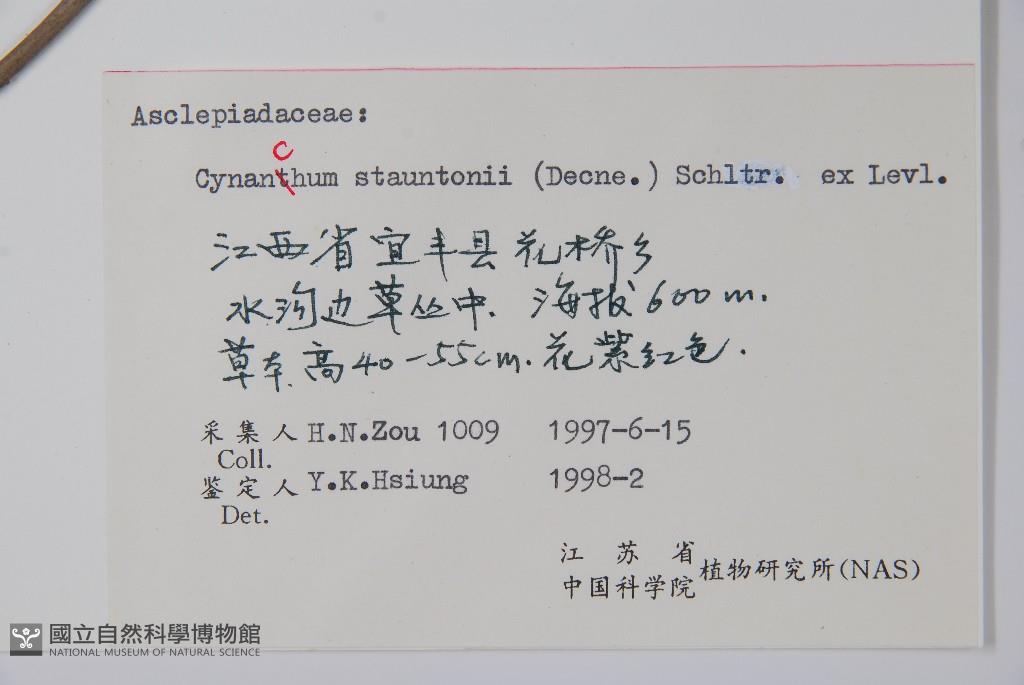 Asclepiadaceae:
c
Cynanthum stauntonii (Decne.) Schltr. ex Levl.
江西省宜丰县花桥乡
水沟边草丛中. 海拔600m.
草本. 高40-55cm. 花紫红色.
采集人 H.N.Zou 1009 1997-6-15
Coll.
鉴定人 Y.K.Hsiung 1998-2
Det.
江苏省
中国科学院 植物研究所(NAS)
國立自然科學博物館
NATIONAL MUSEUM OF NATURAL SCIENCE